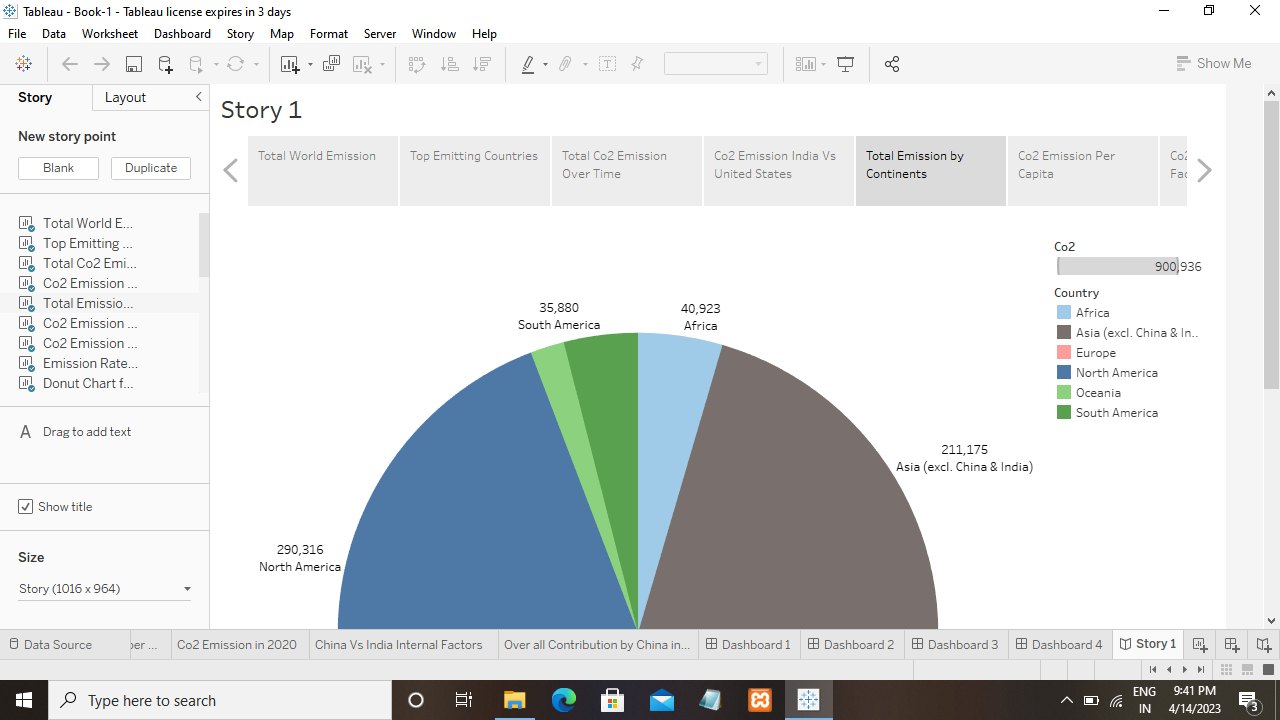 Tableau - Book-1 - Tableau license expires in 3 days
File Data Worksheet Dashboard Story Map Format Server Window Help
Show Me
Story Layout
New story point
Blank Duplicate
Total World E...
Top Emitting ...
Total Co2 Emi...
Co2 Emission ...
Total Emissio...
Co2 Emission ...
Co2 Emission ...
Emission Rate...
Donut Chart f...
A Drag to add text
Show title
Size
Story (1016 x 964)
Story 1
Total World Emission
Top Emitting Countries
Total Co2 Emission
Over Time
Co2 Emission India Vs
United States
Total Emission by
Continents
Co2 Emission Per
Capita
Co2
Fac
35,880
South America
40,923
Africa
211,175
Asia (excl. China & India)
290,316
North America
Co2
900,936
Country
Africa
Asia (excl. China & In..
Europe
North America
Oceania
South America
Data Source per ... Co2 Emission in 2020 China Vs India Internal Factors Over all Contribution by China in... Dashboard 1 Dashboard 2 Dashboard 3 Dashboard 4 Story 1
Type here to search
ENG
IN
9:41 PM
4/14/2023
3